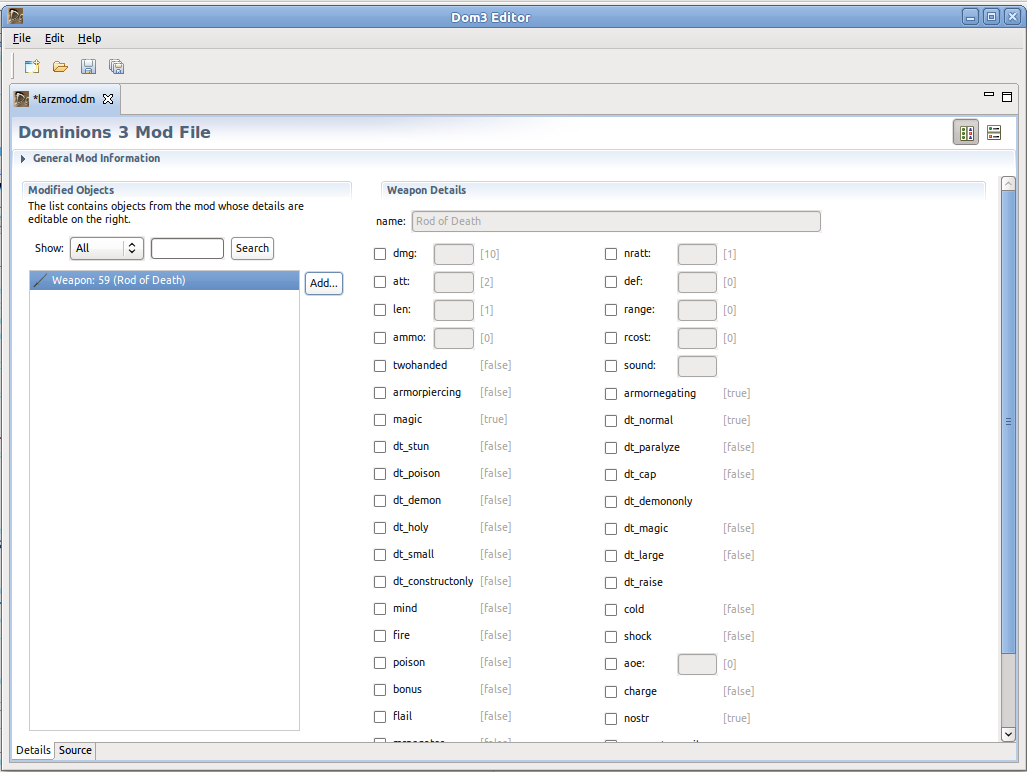 Dom3 Editor
File Edit Help
*larzmod.dm
Dominions 3 Mod File
General Mod Information
Modified Objects
The list contains objects from the mod whose details are
editable on the right.
Show: All Search
Weapon: 59 (Rod of Death)
Add...
Weapon Details
name: Rod of Death
dmg: [10] nratt: [1]
att: [2] def: [0]
len: [1] range: [0]
ammo: [0] rcost: [0]
twohanded [false] sound:
armorpiercing [false] armornegating [true]
magic [true] dt_normal [true]
dt_stun [false] dt_paralyze [false]
dt_poison [false] dt_cap [false]
dt_demon [false] dt_demononly
dt_holy [false] dt_magic [false]
dt_small [false] dt_large [false]
dt_constructonly [false] dt_raise
mind [false] cold [false]
fire [false] shock [false]
poison [false] aoe: [0]
bonus [false] charge [false]
flail [false] nostr [true]
Details Source